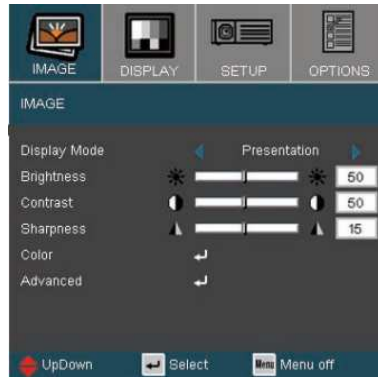 IMAGE DISPLAY SETUP OPTIONS
IMAGE
Display Mode Presentation
Brightness 50
Contrast 50
Sharpness 15
Color
Advanced
UpDown Select Menu Menu off